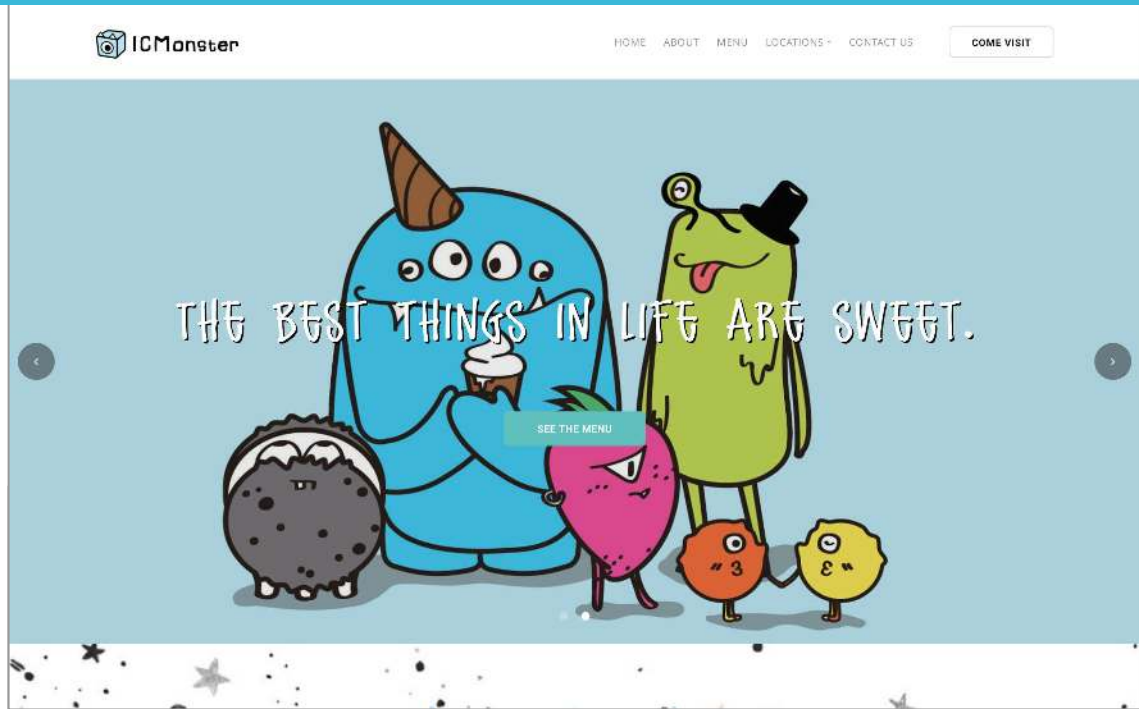 ICMonster
HOME ABOUT MENU LOCATIONS CONTACT US COME VISIT
THE BEST THINGS IN LIFE ARE SWEET.
SEE THE MENU